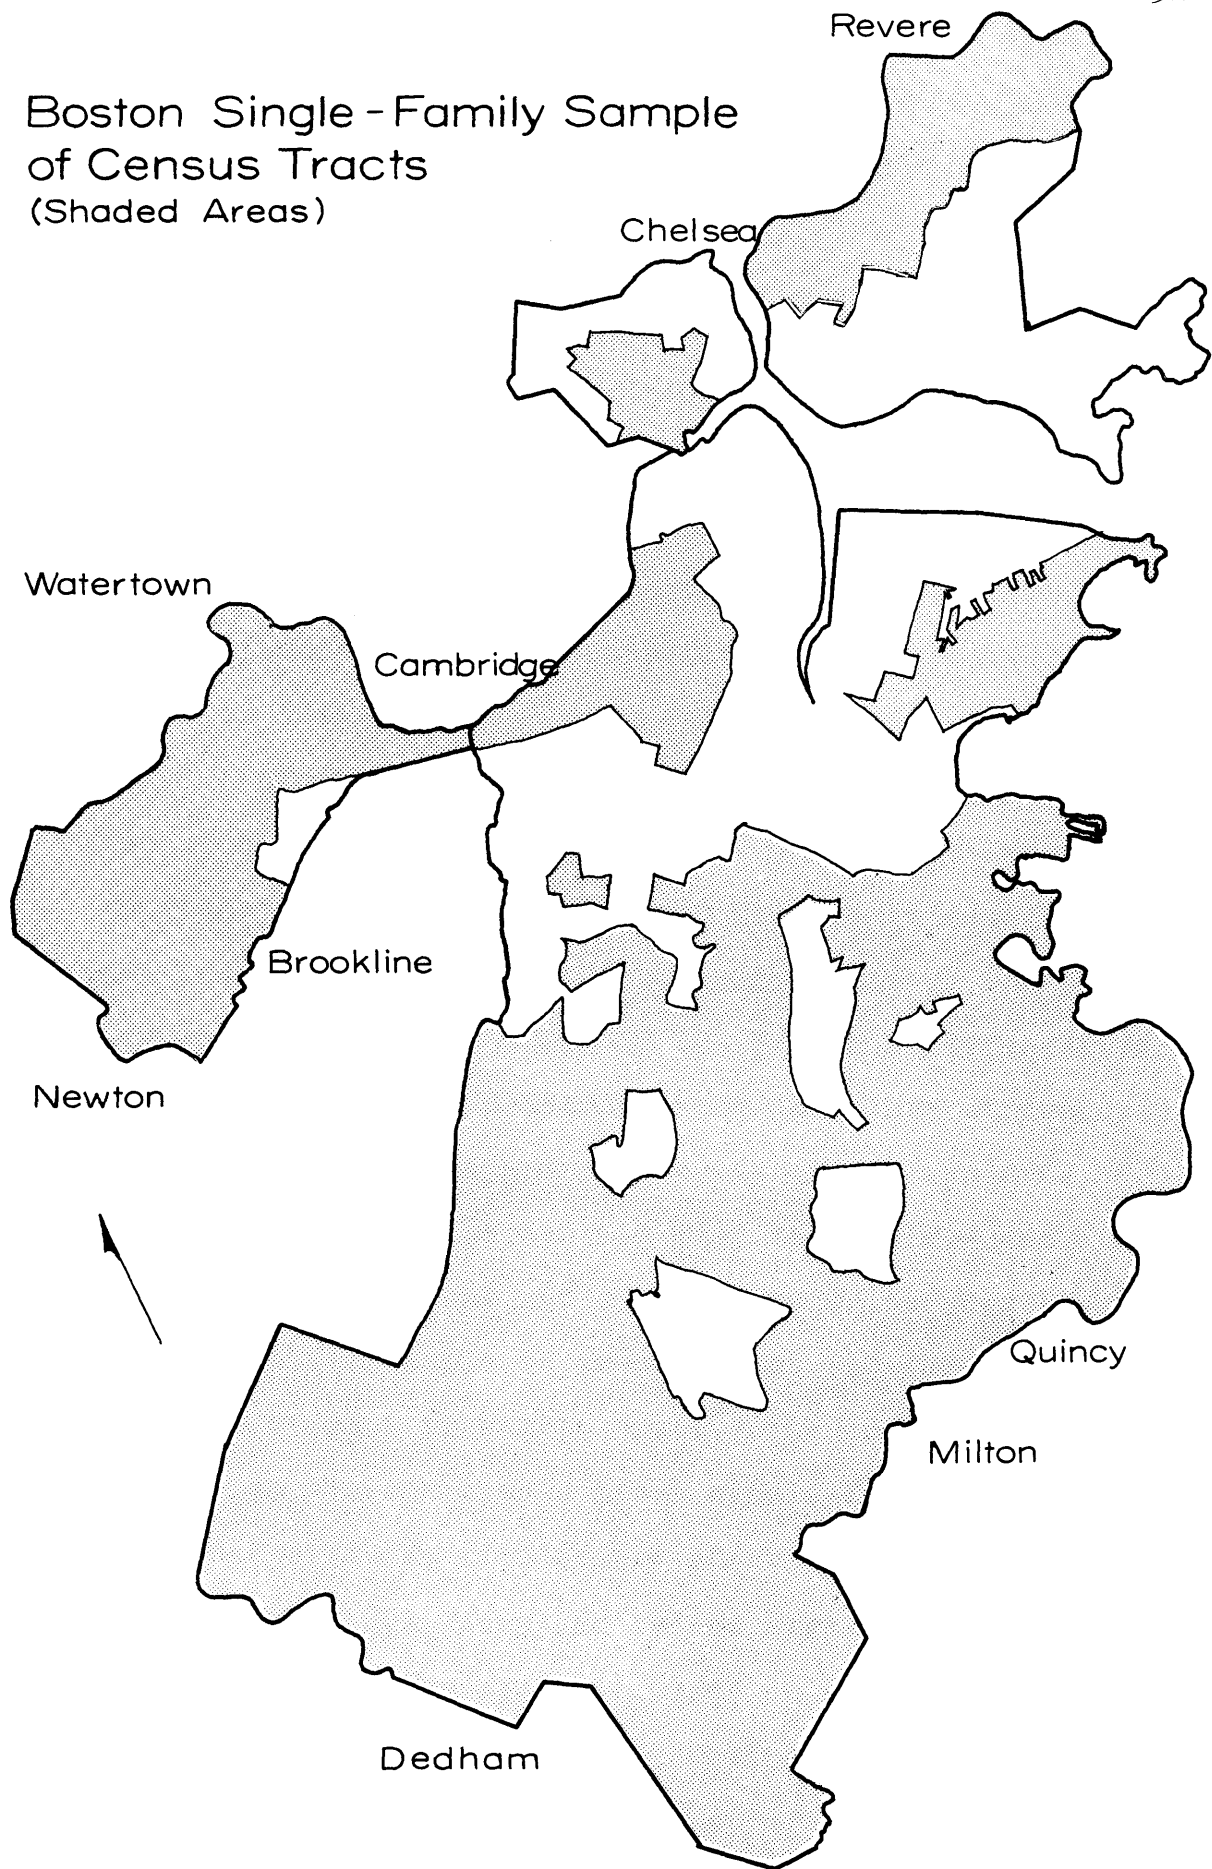 Revere
Boston Single-Family Sample
of Census Tracts
(Shaded Areas)
Chelsea
Watertown
Cambridge
Brookline
Newton
Quincy
Milton
Dedham